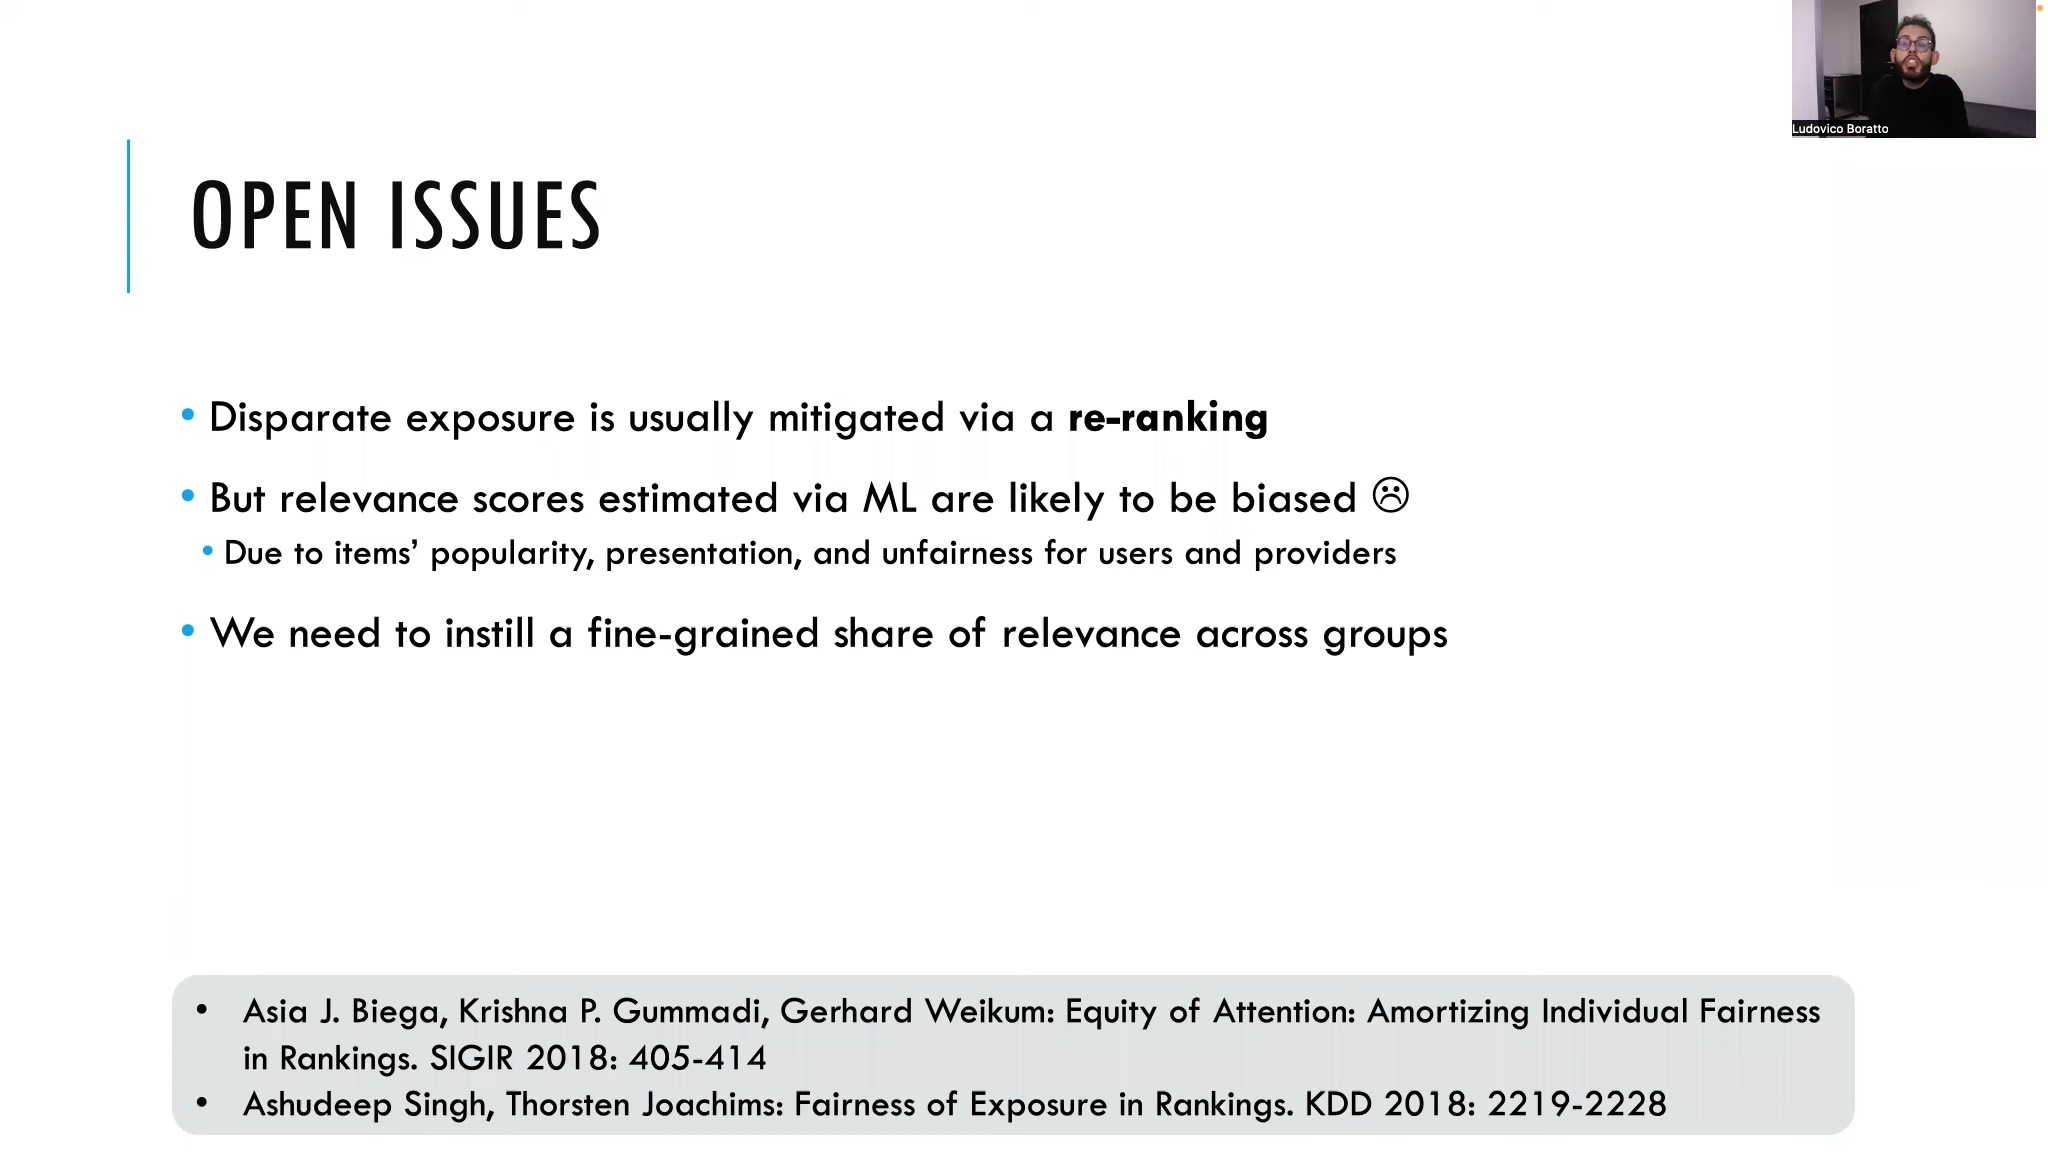 Ludovico Boratto
OPEN ISSUES
• Disparate exposure is usually mitigated via a re-ranking
• But relevance scores estimated via ML are likely to be biased ☹
• Due to items’ popularity, presentation, and unfairness for users and providers
• We need to instill a fine-grained share of relevance across groups
• Asia J. Biega, Krishna P. Gummadi, Gerhard Weikum: Equity of Attention: Amortizing Individual Fairness
in Rankings. SIGIR 2018: 405-414
• Ashudeep Singh, Thorsten Joachims: Fairness of Exposure in Rankings. KDD 2018: 2219-2228